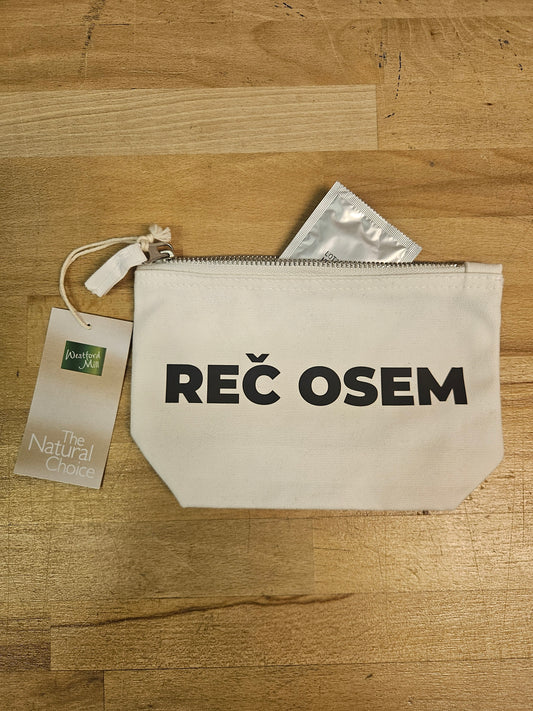 REČ OSEM
Westford
Mill
The
Natural
Choice